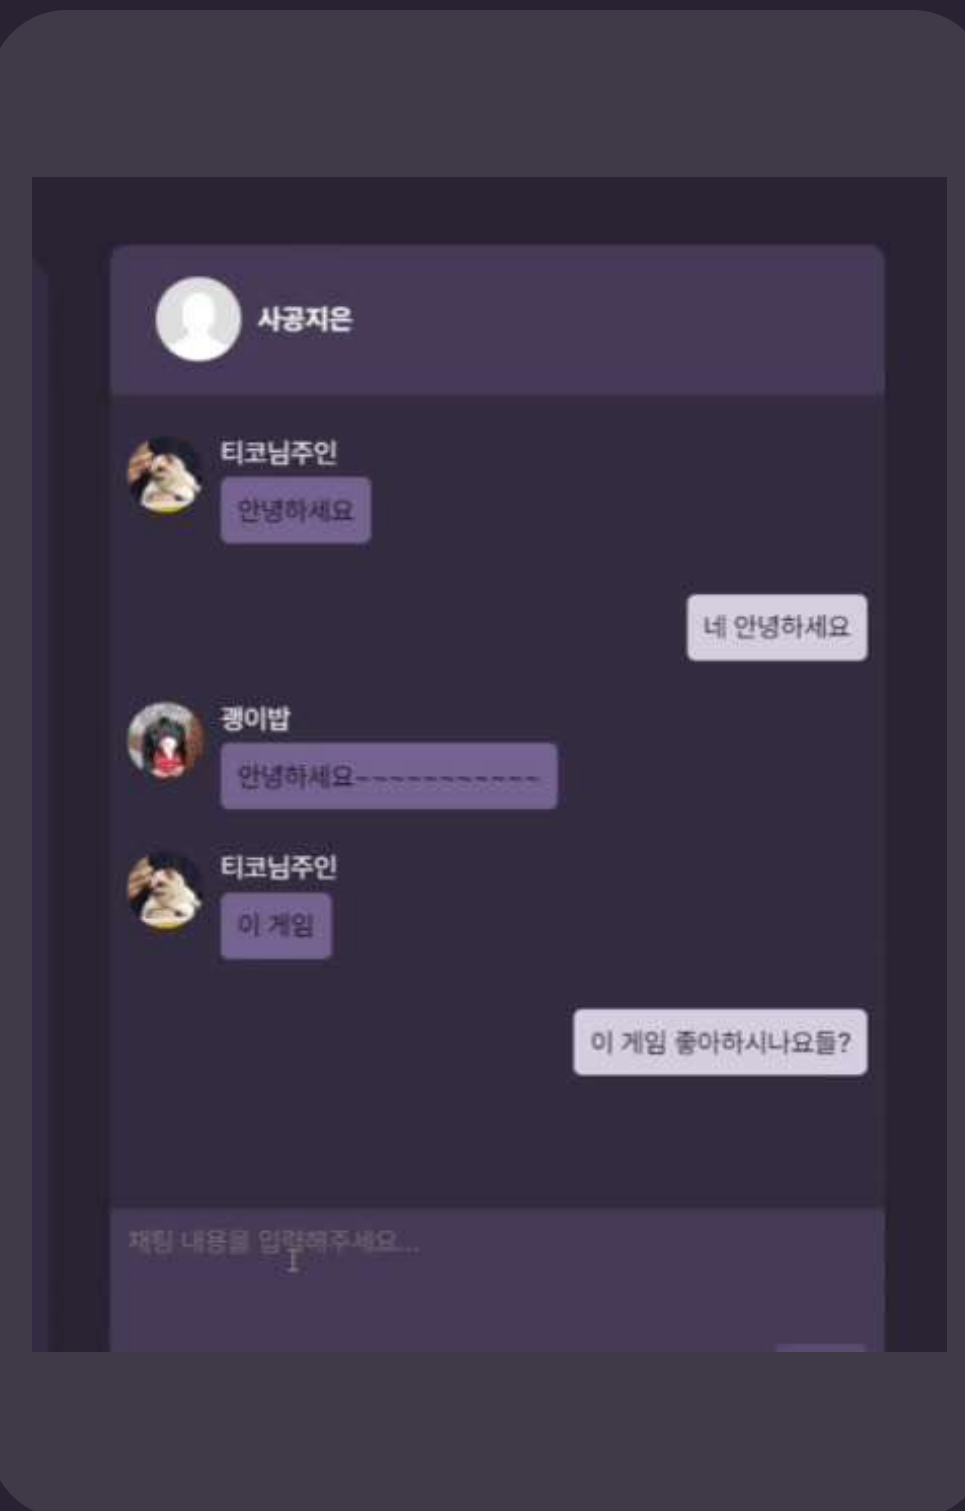 사공지은
티코님주인
안녕하세요
네 안녕하세요
괭이밥
안녕하세요~~~~~~~~~~~
티코님주인
이 게임
이 게임 좋아하시나요들?
채팅 내용을 입력해주세요...